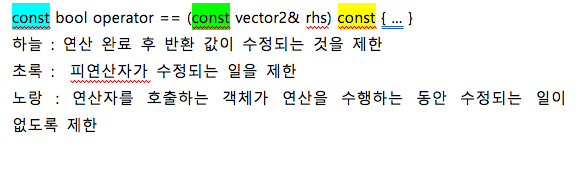 const bool operator == (const vector2& rhs) const { ... }
하늘 : 연산 완료 후 반환 값이 수정되는 것을 제한
초록 : 피연산자가 수정되는 일을 제한
노랑 : 연산자를 호출하는 객체가 연산을 수행하는 동안 수정되는 일이
없도록 제한